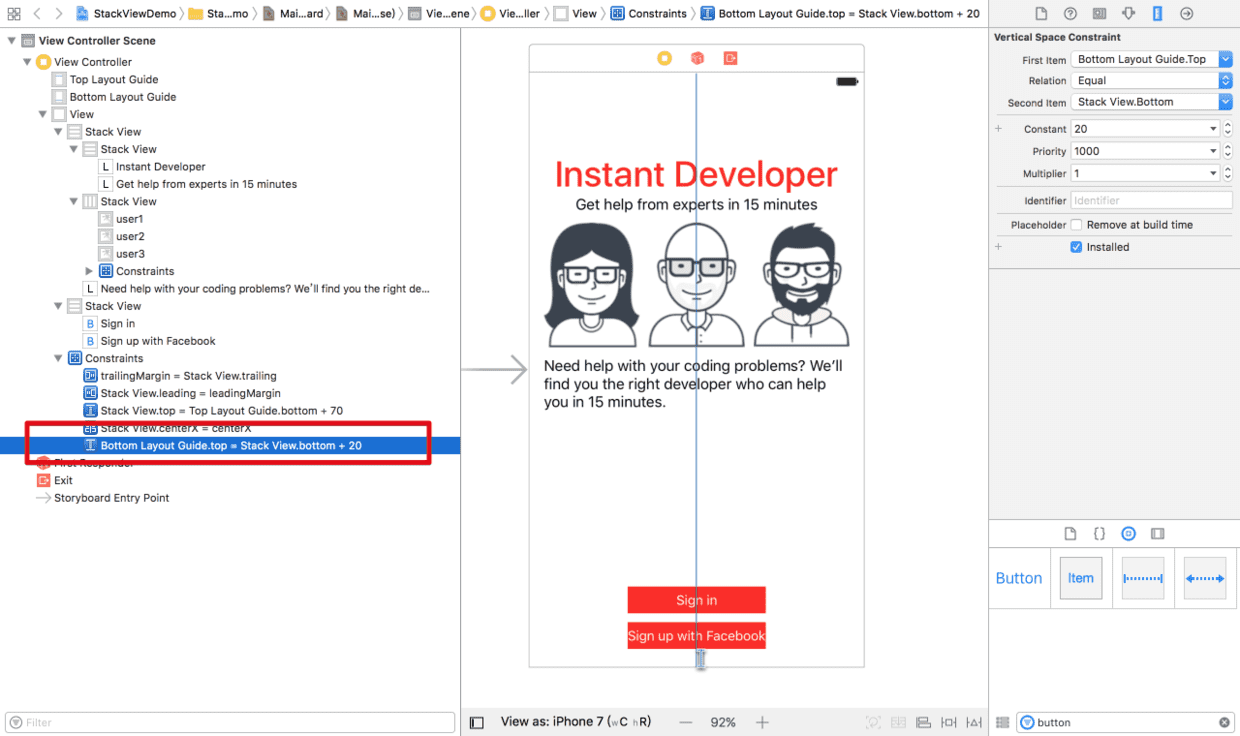 StackViewDemo
Sta...mo
Mai...ard
Mai...se)
Vie...ene
Vie...ller
View
Constraints
Bottom Layout Guide.top = Stack View.bottom + 20
View Controller Scene
View Controller
Top Layout Guide
Bottom Layout Guide
View
Stack View
Stack View
L Instant Developer
L Get help from experts in 15 minutes
Stack View
user1
user2
user3
Constraints
L Need help with your coding problems? We’ll find you the right de...
Stack View
B Sign in
B Sign up with Facebook
Constraints
trailingMargin = Stack View.trailing
Stack View.leading = leadingMargin
Stack View.top = Top Layout Guide.bottom + 70
Stack View.centerX = centerX
Bottom Layout Guide.top = Stack View.bottom + 20
First Responder
Exit
Storyboard Entry Point
Filter
Instant Developer
Get help from experts in 15 minutes
Need help with your coding problems? We’ll
find you the right developer who can help
you in 15 minutes.
Sign in
Sign up with Facebook
View as: iPhone 7 (wC hR)
92%
Vertical Space Constraint
First Item Bottom Layout Guide.Top
Relation Equal
Second Item Stack View.Bottom
Constant 20
Priority 1000
Multiplier 1
Identifier Identifier
Placeholder Remove at build time
Installed
Button
Item
button